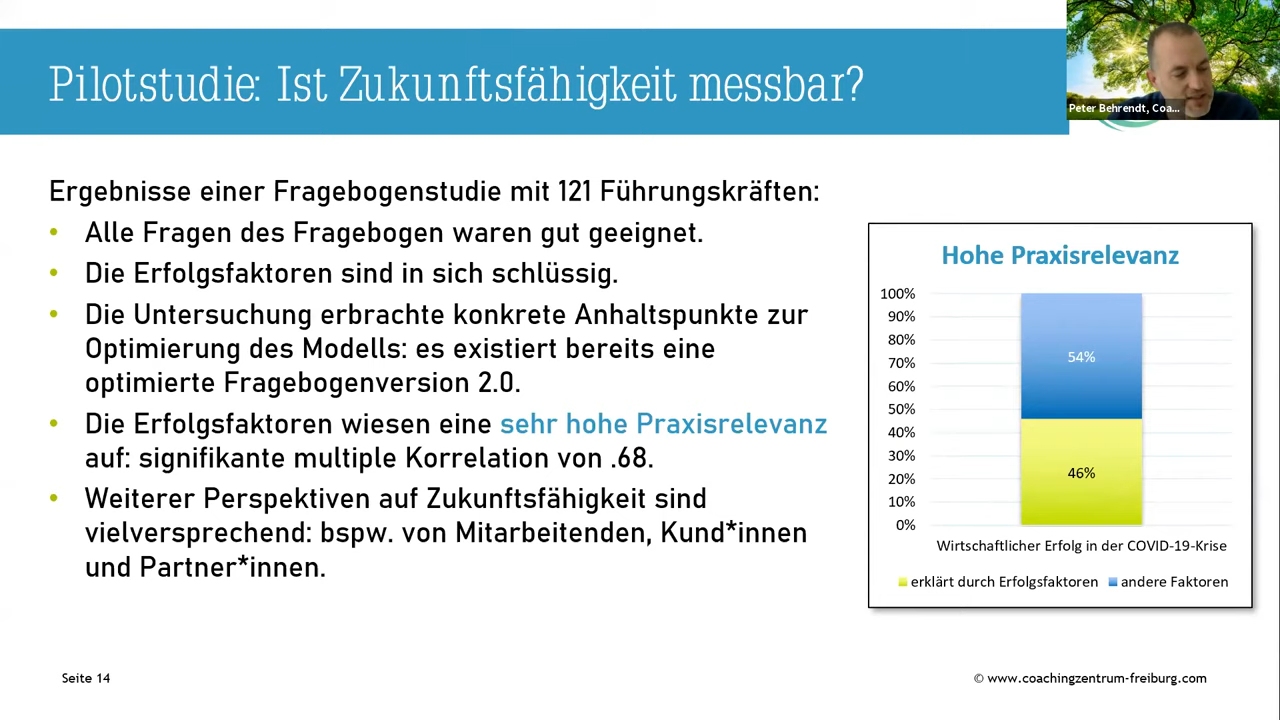 Pilotstudie: Ist Zukunftsfähigkeit messbar?
Peter Behrendt, Coa...
Ergebnisse einer Fragebogenstudie mit 121 Führungskräften:
• Alle Fragen des Fragebogen waren gut geeignet.
• Die Erfolgsfaktoren sind in sich schlüssig.
• Die Untersuchung erbrachte konkrete Anhaltspunkte zur
Optimierung des Modells: es existiert bereits eine
optimierte Fragebogenversion 2.0.
• Die Erfolgsfaktoren wiesen eine sehr hohe Praxisrelevanz
auf: signifikante multiple Korrelation von .68.
• Weiterer Perspektiven auf Zukunftsfähigkeit sind
vielversprechend: bspw. von Mitarbeitenden, Kund*innen
und Partner*innen.
Hohe Praxisrelevanz
100%
90%
80%
70%
60%
50%
40%
30%
20%
10%
0%
54%
46%
Wirtschaftlicher Erfolg in der COVID-19-Krise
erklärt durch Erfolgsfaktoren andere Faktoren
Seite 14
© www.coachingzentrum-freiburg.com